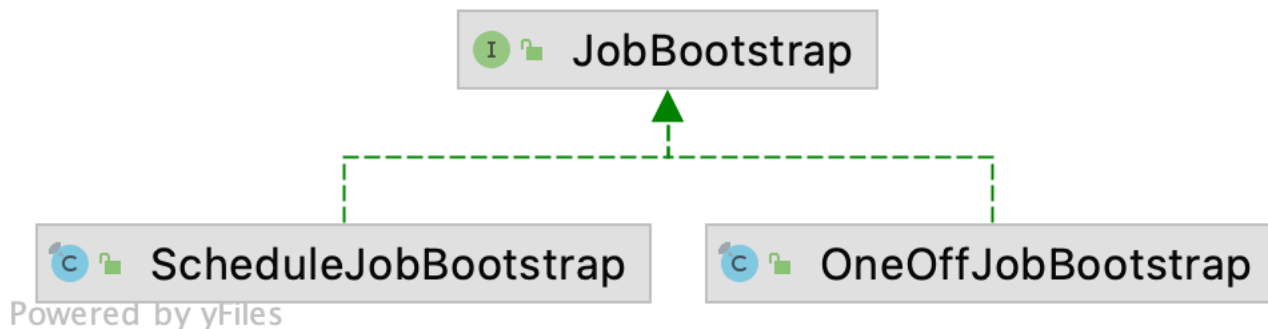 I JobBootstrap
C ScheduleJobBootstrap
C OneOffJobBootstrap
Powered by yFiles